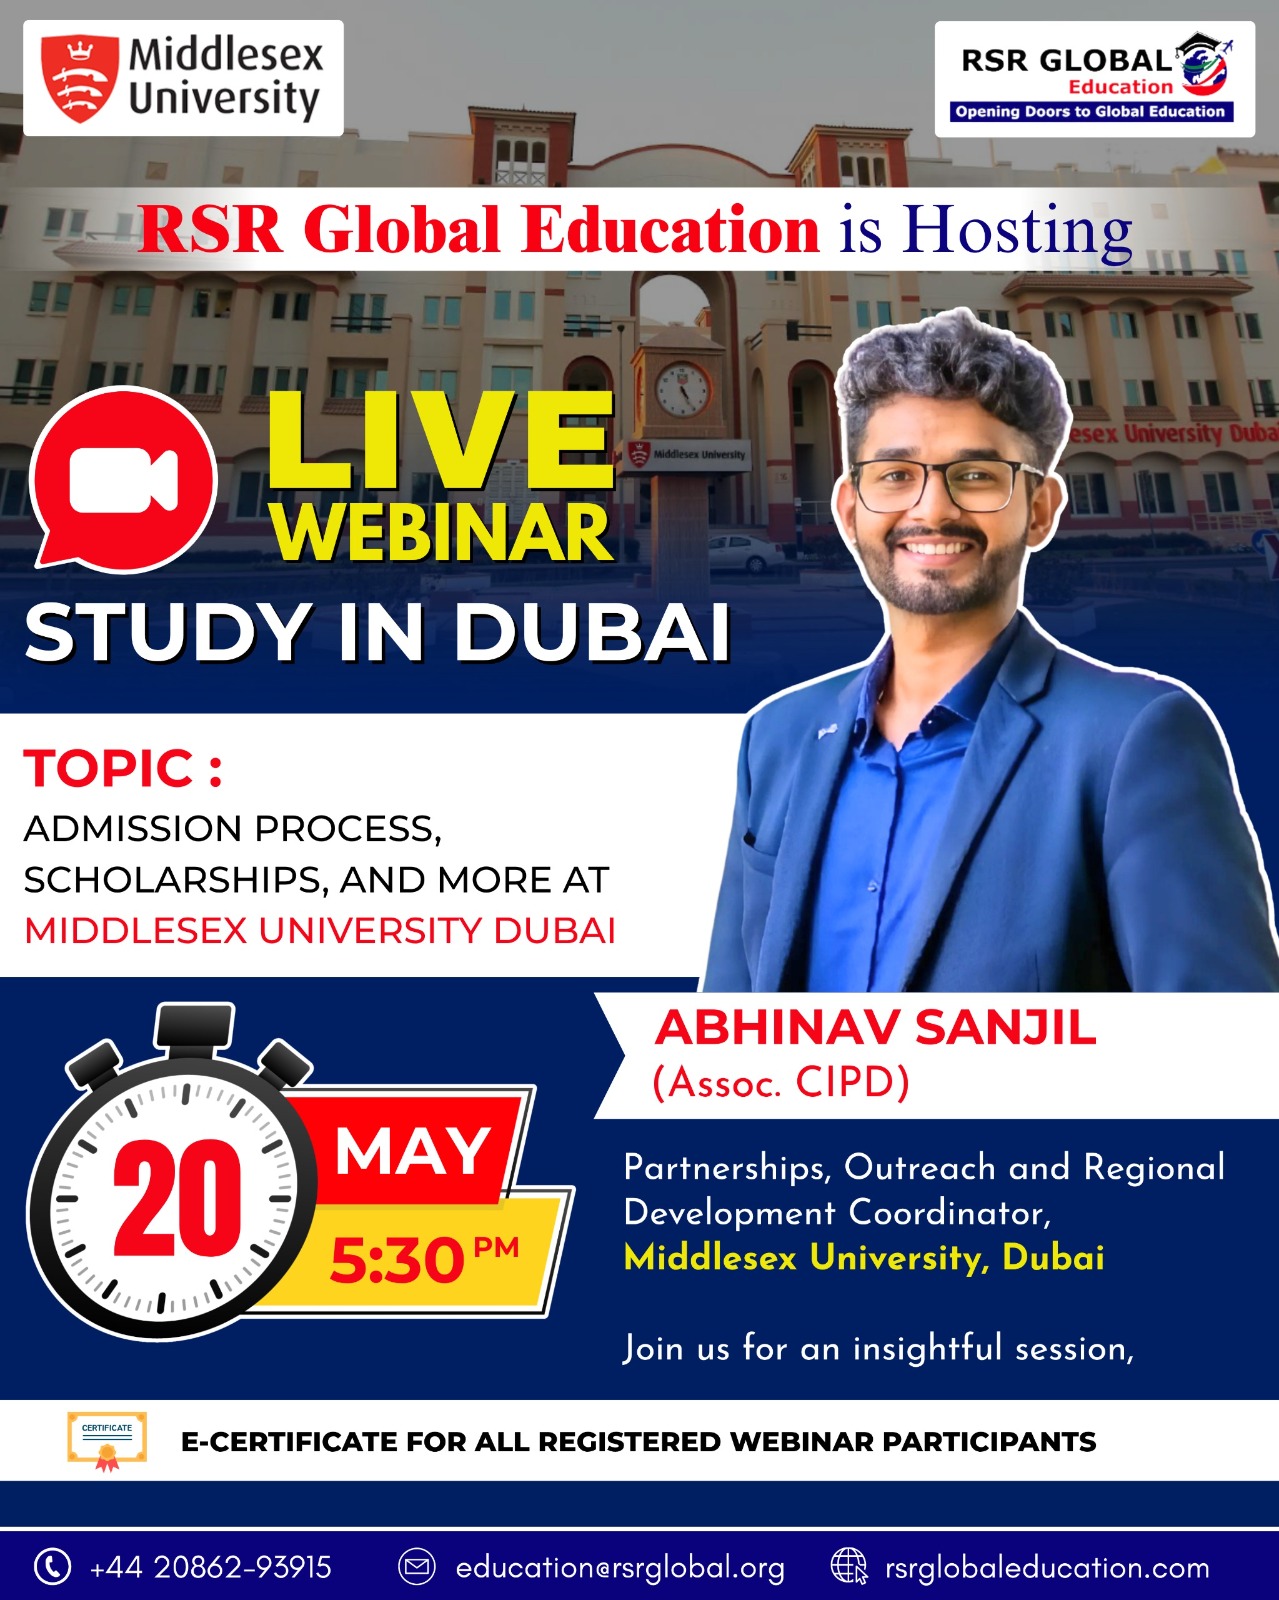 Middlesex
University
RSR GLOBAL
Education
Opening Doors to Global Education
RSR Global Education is Hosting
LIVE
WEBINAR
Middlesex University
esex University Duba
STUDY IN DUBAI
TOPIC :
ADMISSION PROCESS,
SCHOLARSHIPS, AND MORE AT
MIDDLESEX UNIVERSITY DUBAI
ABHINAV SANJIL
(Assoc. CIPD)
20
MAY
5:30 PM
Partnerships, Outreach and Regional
Development Coordinator,
Middlesex University, Dubai
Join us for an insightful session,
CERTIFICATE
E-CERTIFICATE FOR ALL REGISTERED WEBINAR PARTICIPANTS
+44 20862-93915
education@rsrglobal.org
rsrglobaleducation.com